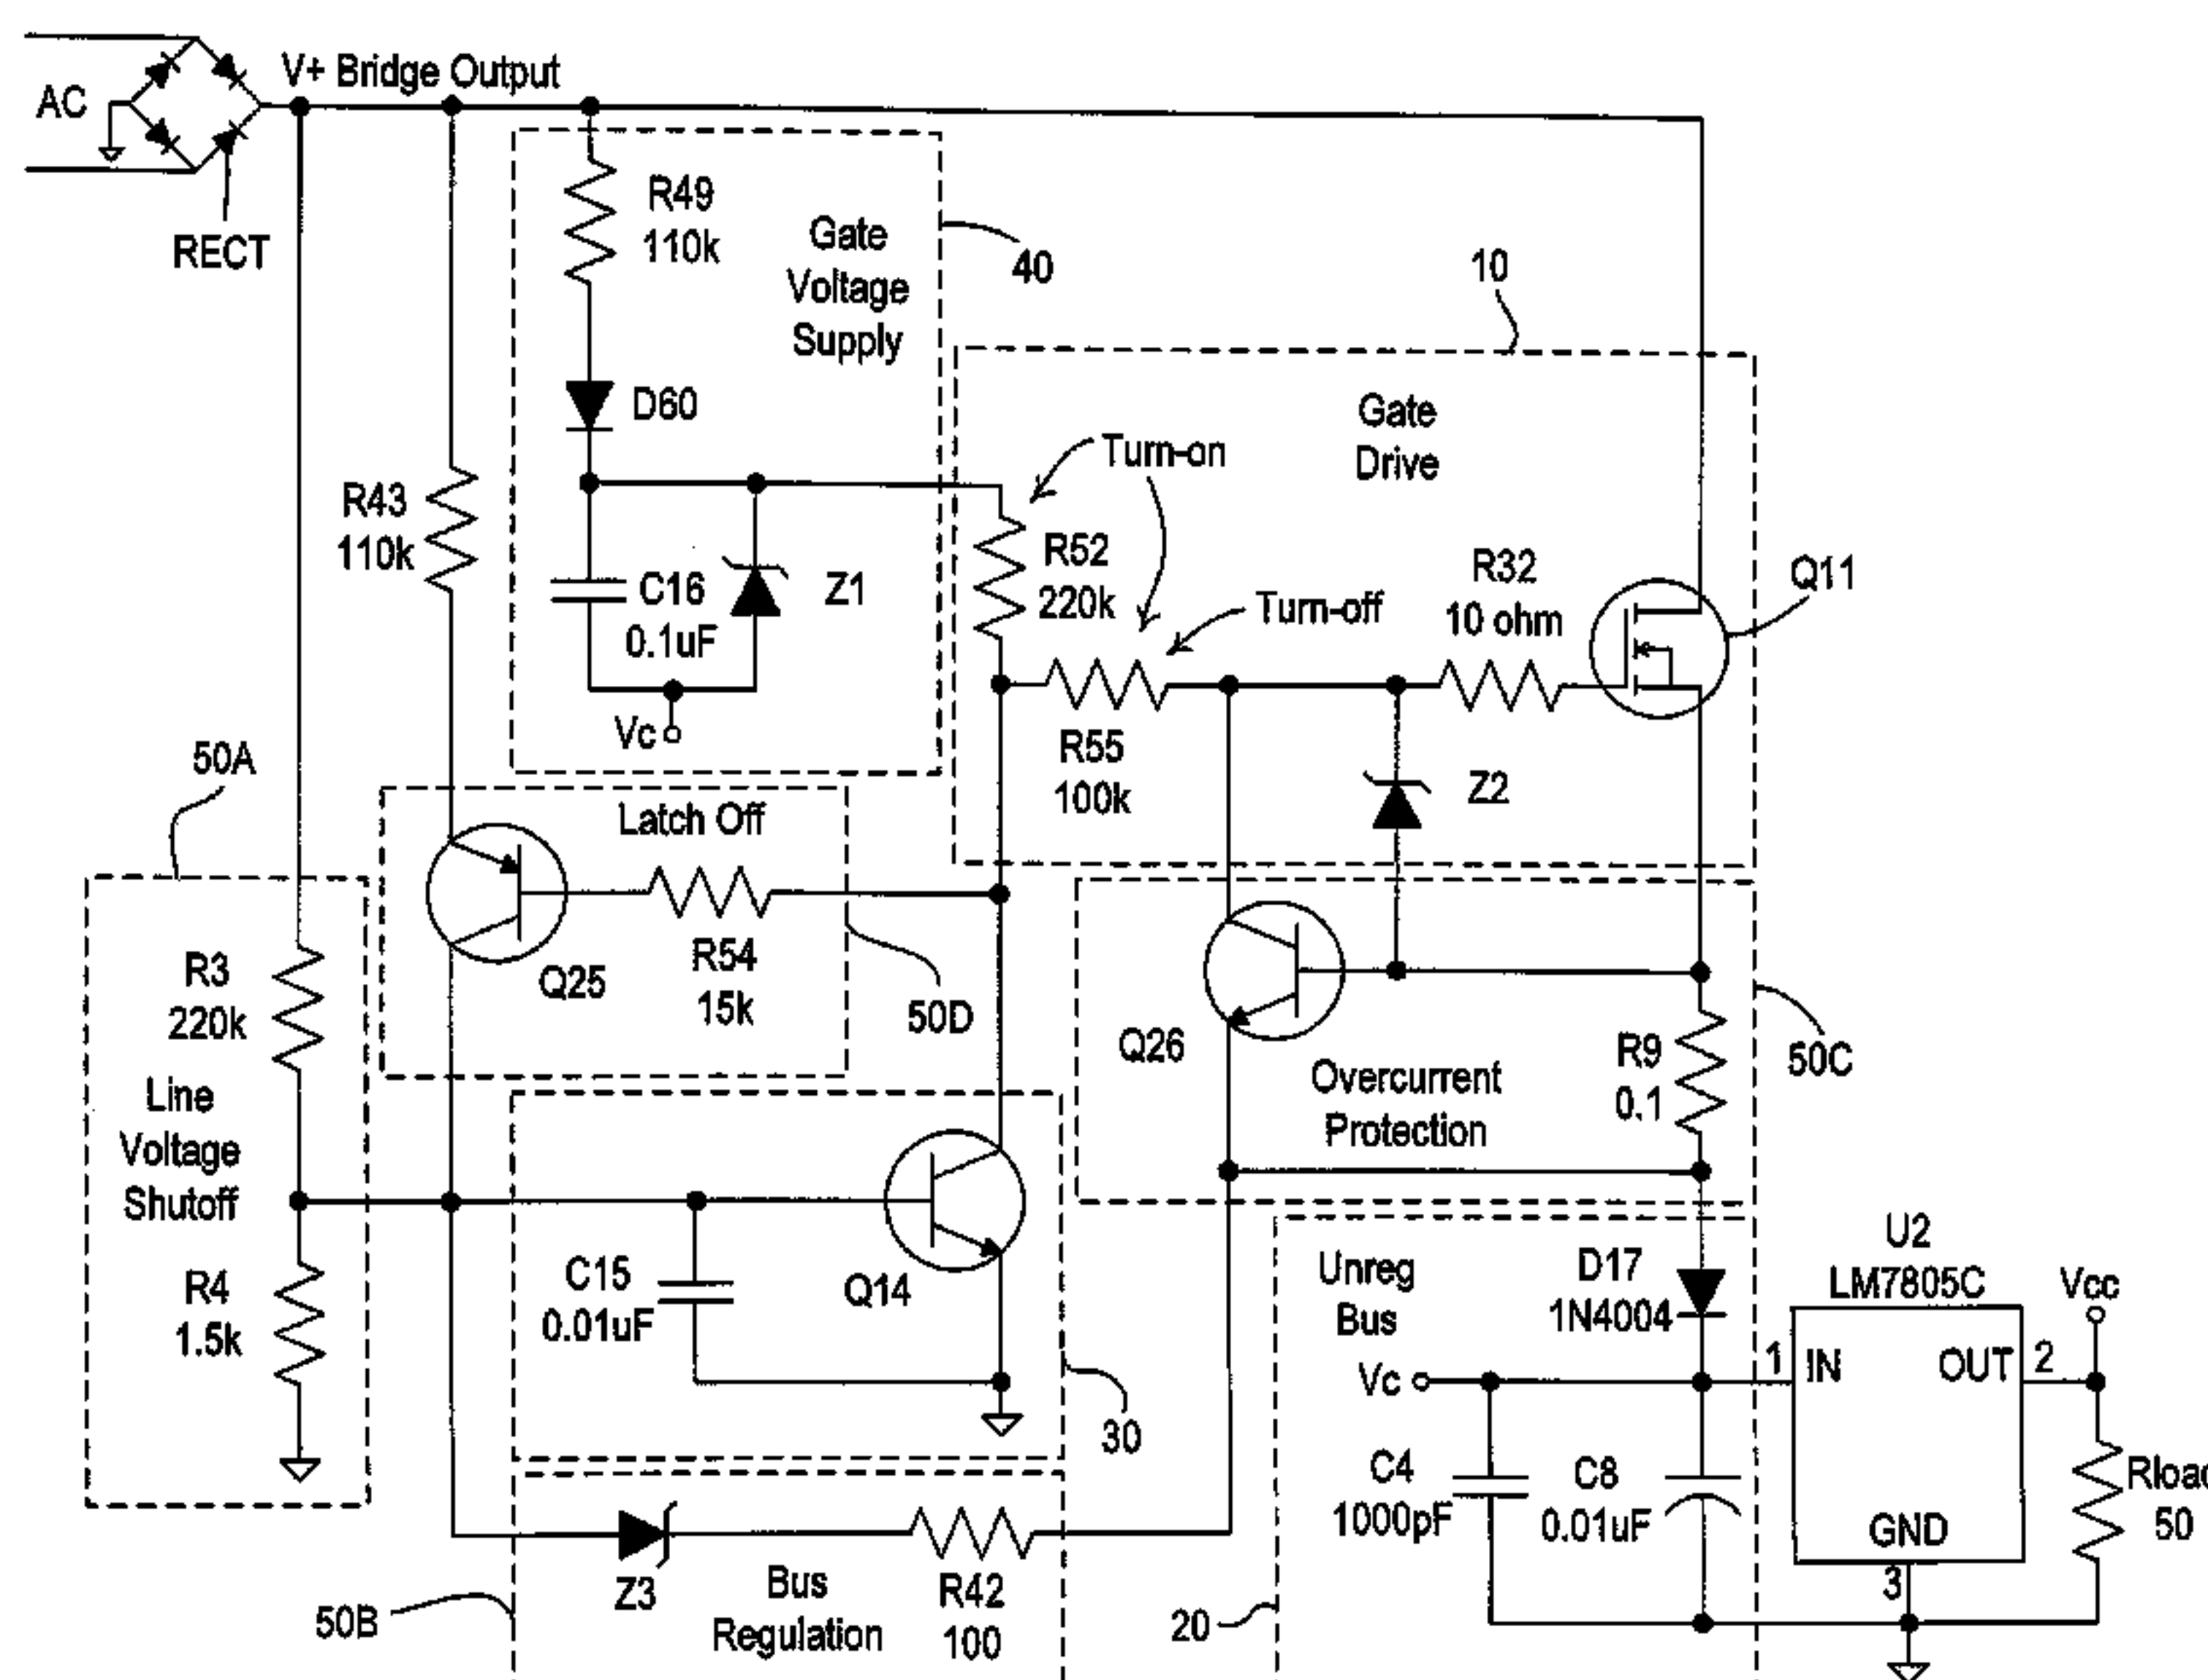 V+ Bridge Output
AC
RECT
R49
110k
Gate
Voltage
Supply
40
10
D60
Gate
Drive
Turn-on
R43
110k
C16
0.1uF
Z1
R52
220k
Turn-off
R32
10 ohm
Q11
Vc
R55
100k
Z2
50A
Latch Off
Q25
R54
15k
50D
R3
220k
Line
Voltage
Shutoff
Q26
R9
0.1
50C
Overcurrent
Protection
R4
1.5k
C15
0.01uF
Q14
30
Unreg
Bus
D17
1N4004
U2
LM7805C
Vcc
1
IN
OUT
2
Vc
C4
1000pF
C8
0.01uF
GND
3
Rload
50
Z3
Bus
Regulation
R42
100
50B
20